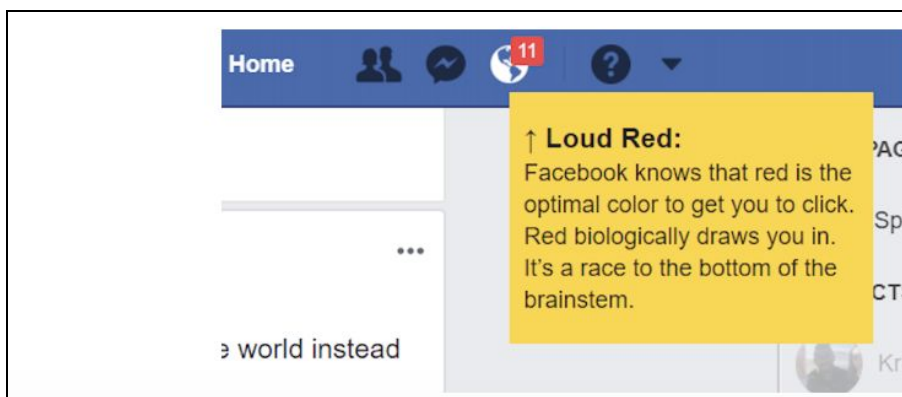 Home
11
?
↑ Loud Red:
Facebook knows that red is the
optimal color to get you to click.
Red biologically draws you in.
It's a race to the bottom of the
brainstem.
world instead